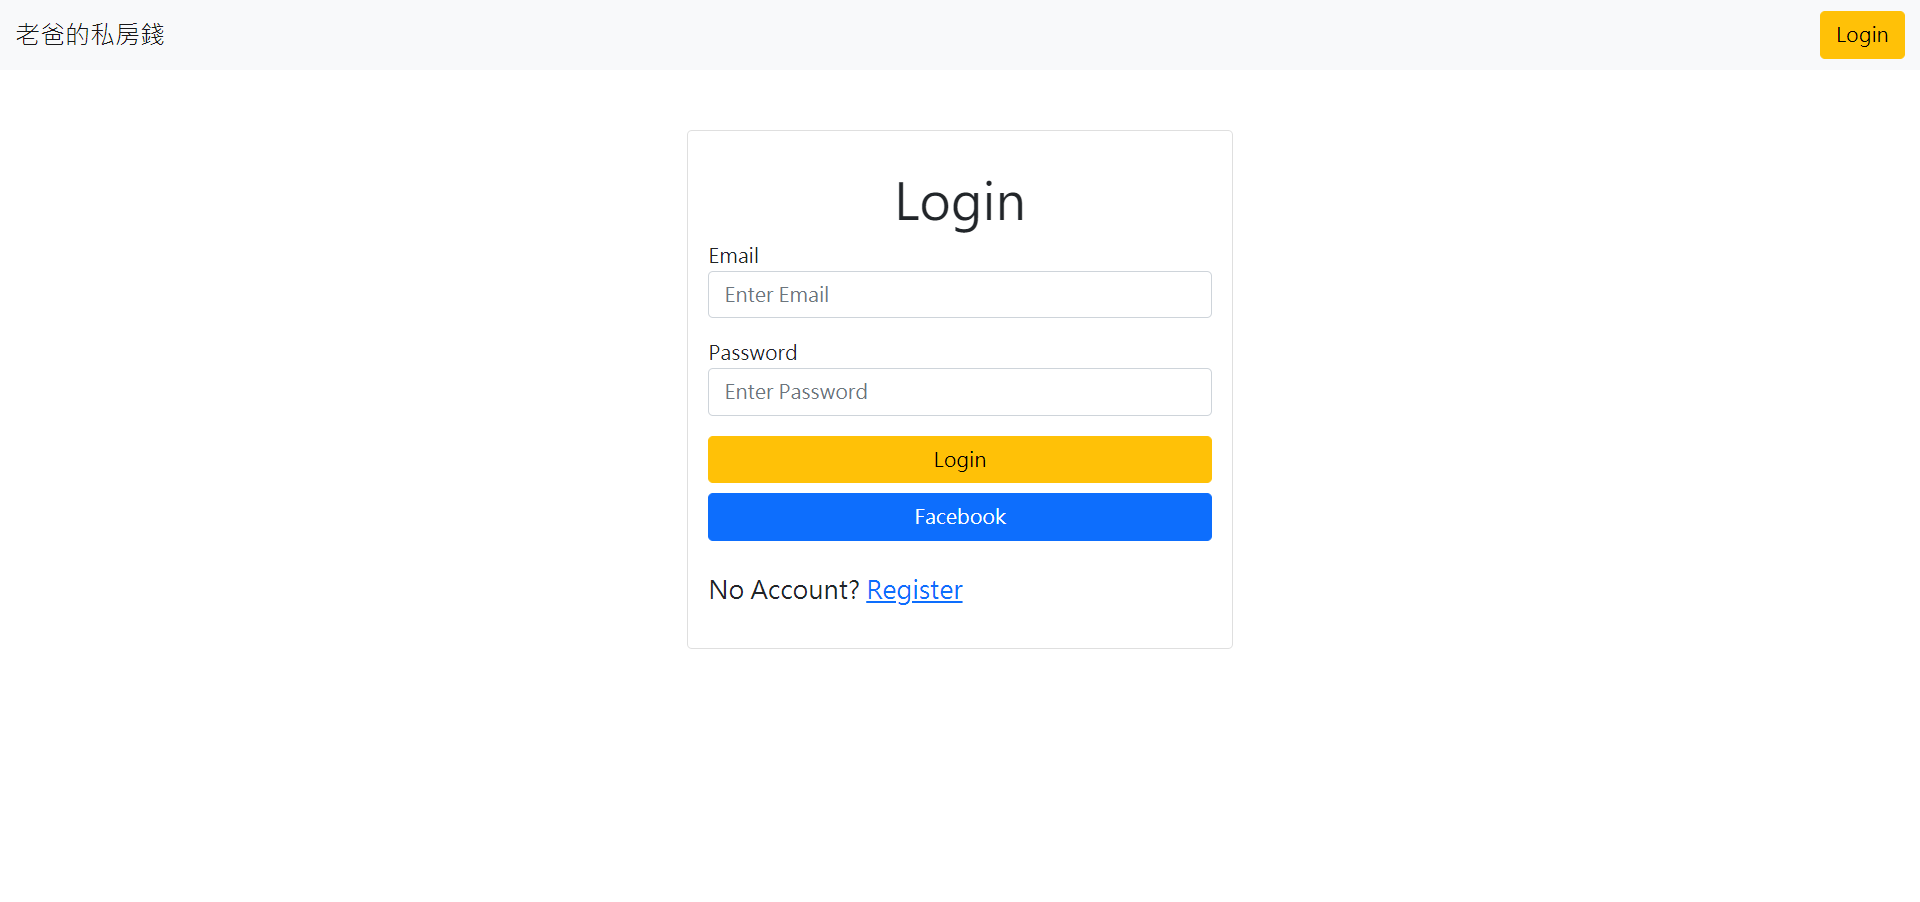 老爸的私房錢
Login
Login
Email
Enter Email
Password
Enter Password
Login
Facebook
No Account? Register